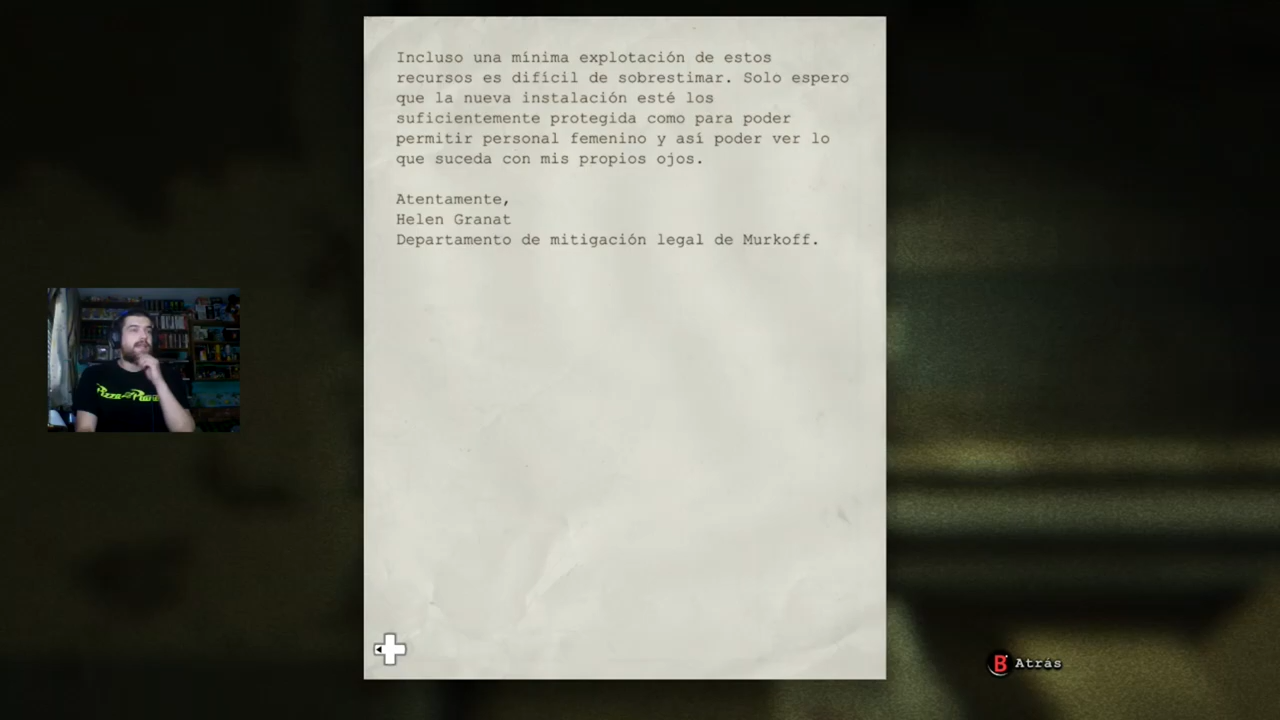 Incluso una mínima explotación de estos
recursos es difícil de sobrestimar. Solo espero
que la nueva instalación esté los
suficientemente protegida como para poder
permitir personal femenino y así poder ver lo
que suceda con mis propios ojos.
Atentamente,
Helen Granat
Departamento de mitigación legal de Murkoff.
B Atrás